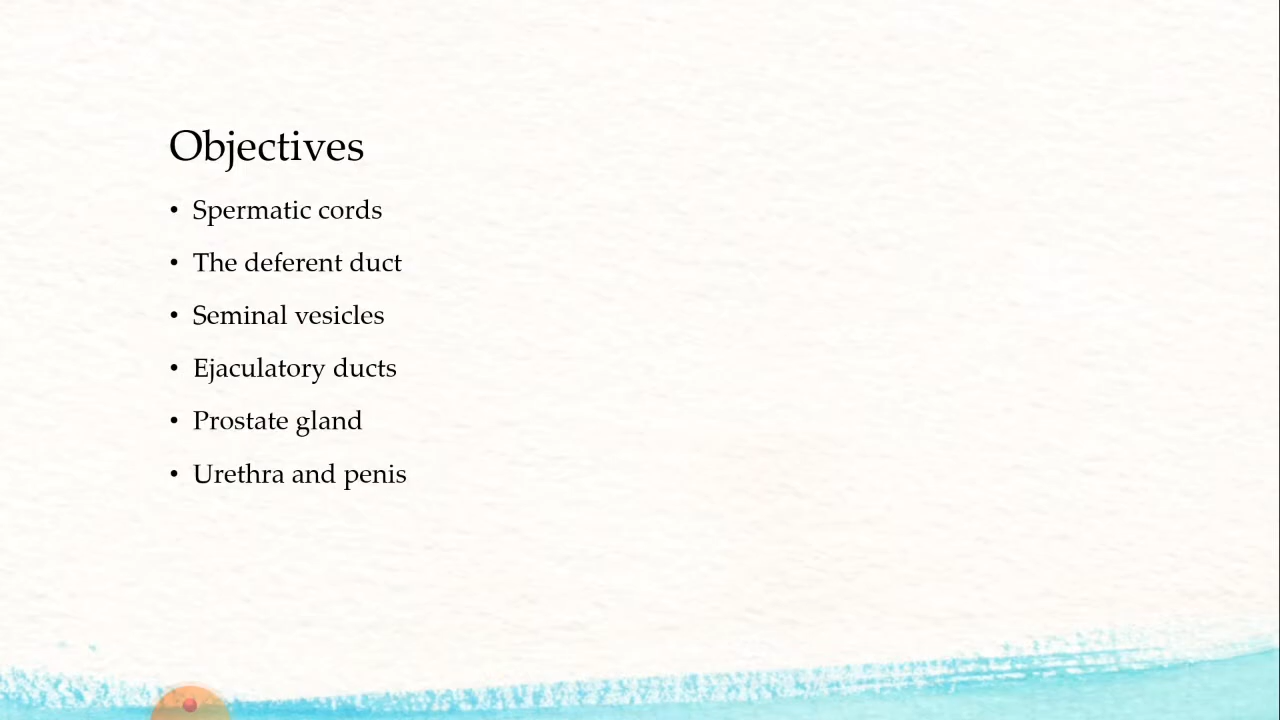 Objectives
• Spermatic cords
• The deferent duct
• Seminal vesicles
• Ejaculatory ducts
• Prostate gland
• Urethra and penis